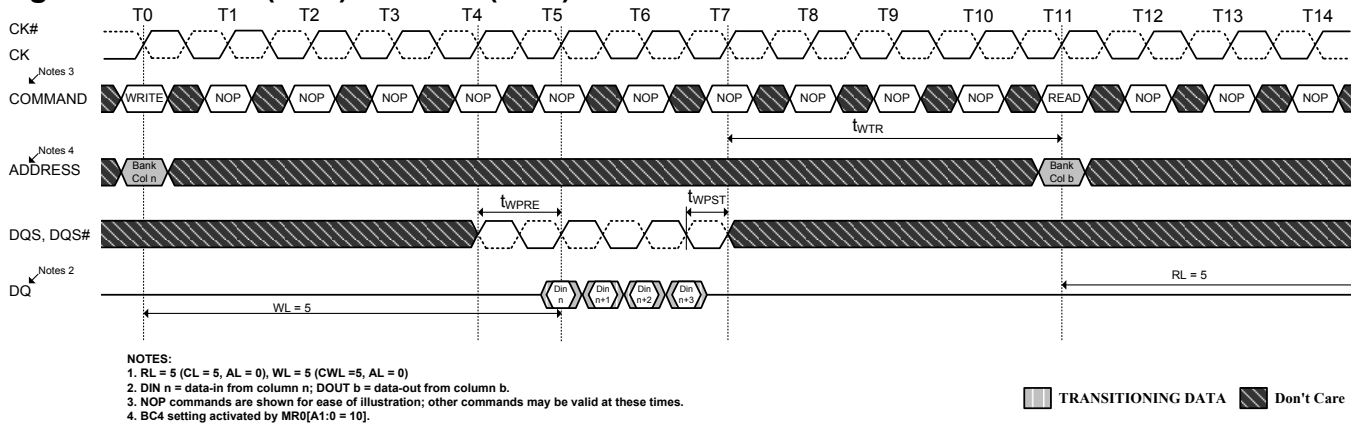 T0 T1 T2 T3 T4 T5 T6 T7 T8 T9 T10 T11 T12 T13 T14
CK#
CK
Notes 3
COMMAND WRITE NOP NOP NOP NOP NOP NOP NOP NOP NOP NOP READ NOP NOP NOP
tWTR
Notes 4
ADDRESS
Bank Bank
Col n Col b
tWPRE tWPST
DQS, DQS#
Notes 2
DQ
Din Din Din Din
n n+1 n+2 n+3
RL = 5
WL = 5
NOTES:
1. RL = 5 (CL = 5, AL = 0), WL = 5 (CWL =5, AL = 0)
2. DIN n = data-in from column n; DOUT b = data-out from column b.
3. NOP commands are shown for ease of illustration; other commands may be valid at these times.
4. BC4 setting activated by MR0[A1:0 = 10].
TRANSITIONING DATA Don't Care